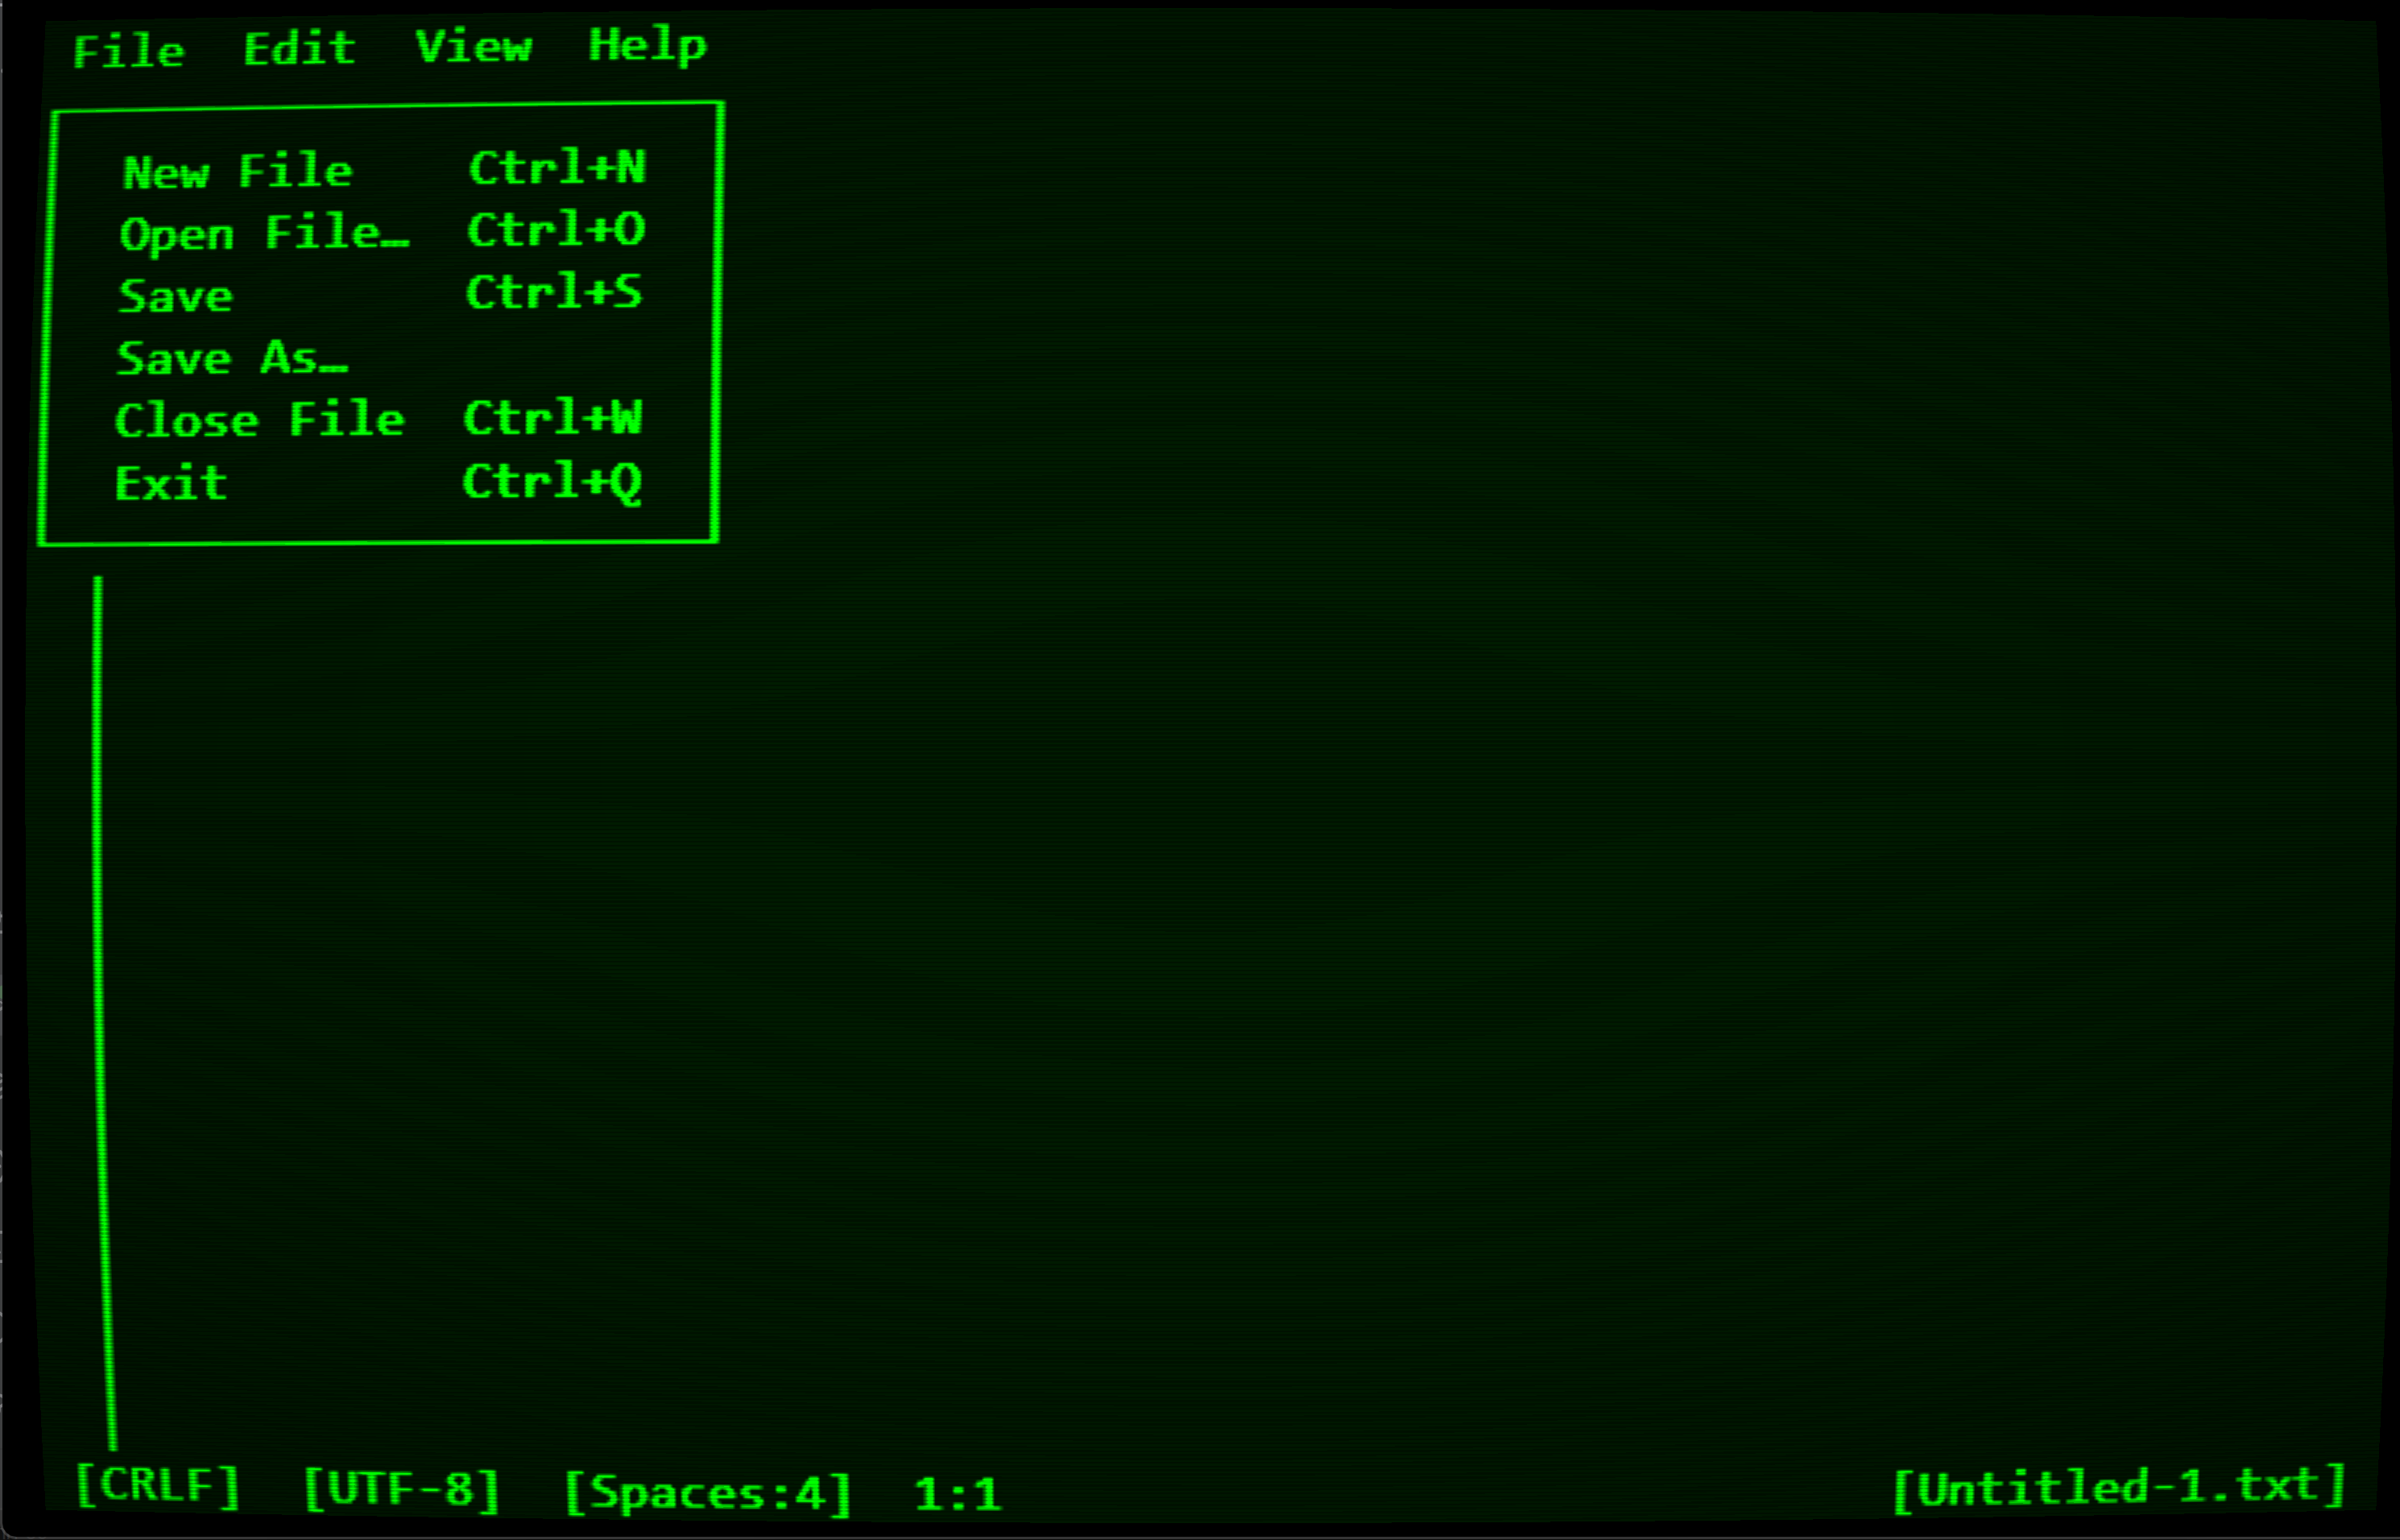 File Edit View Help
New File Ctrl+N
Open File… Ctrl+O
Save Ctrl+S
Save As…
Close File Ctrl+W
Exit Ctrl+Q
[CRLF] [UTF-8] [Spaces:4] 1:1 [Untitled-1.txt]